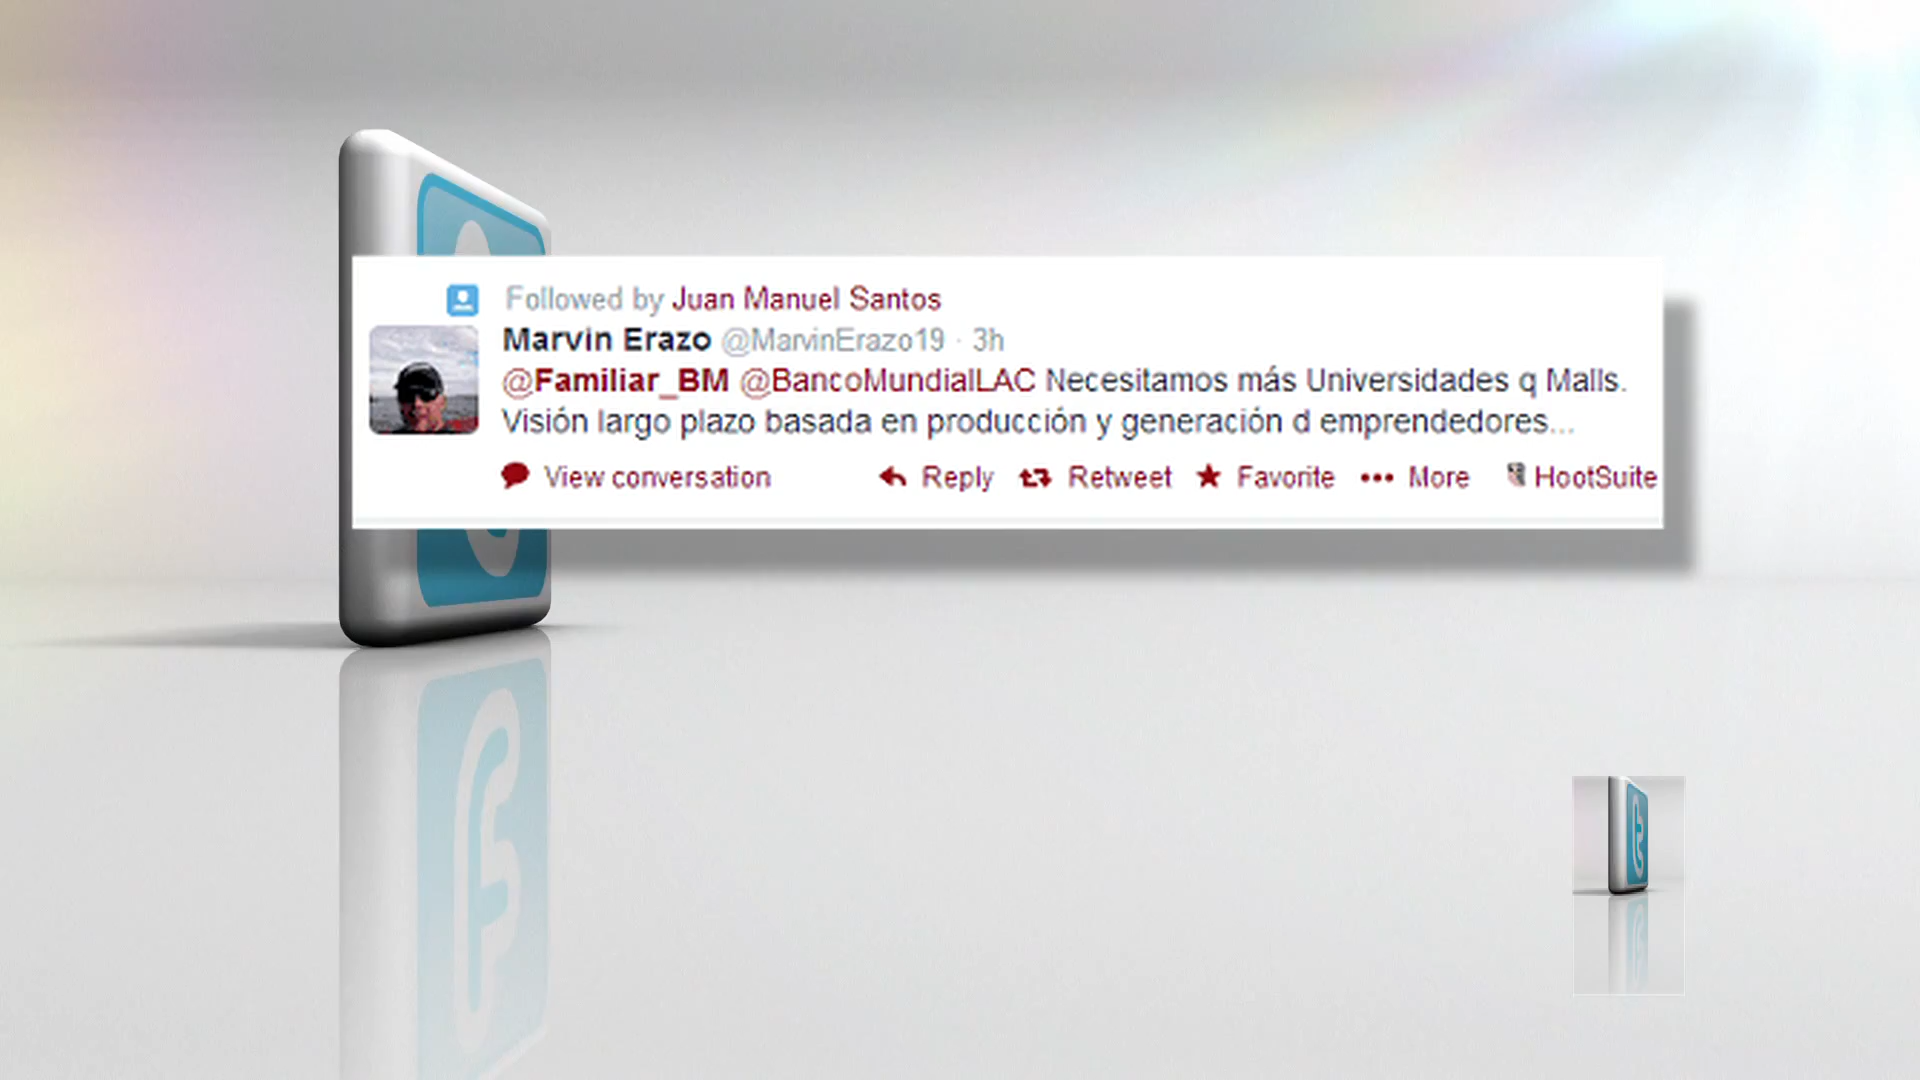 Followed by Juan Manuel Santos
Marvin Erazo @MarvinErazo19 · 3h
@Familiar_BM @BancoMundialLAC Necesitamos más Universidades q Malls.
Visión largo plazo basada en producción y generación d emprendedores...
View conversation Reply Retweet Favorite More HootSuite